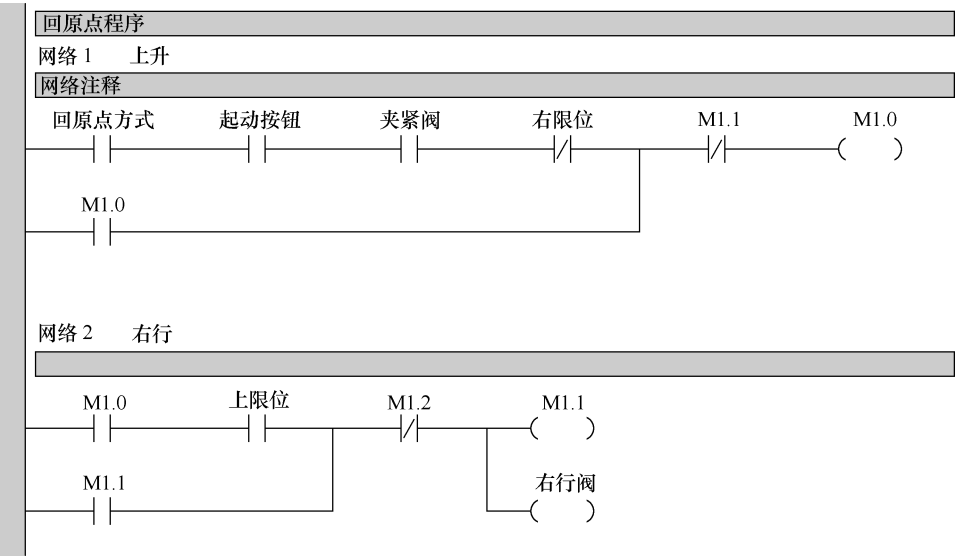 回原点程序
网络 1 上升
网络注释
回原点方式 起动按钮 夹紧阀 右限位 M1.1 M1.0
M1.0
网络 2 右行
M1.0 上限位 M1.2 M1.1
M1.1 右行阀